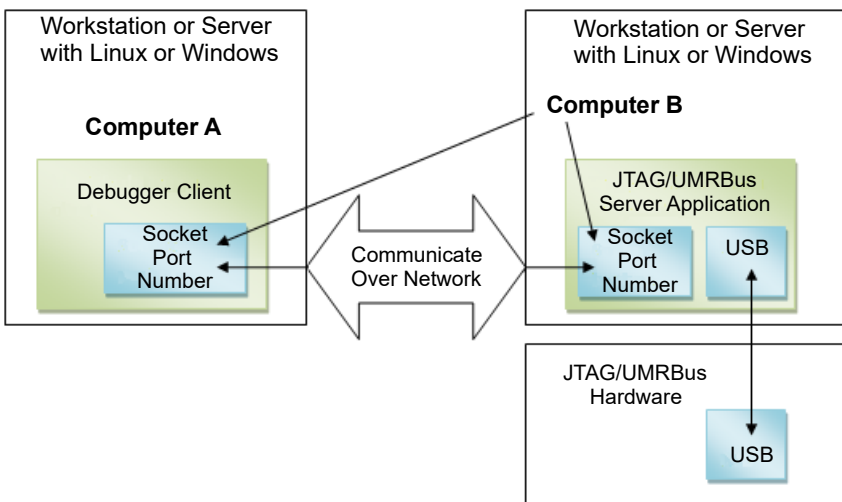 Workstation or Server
with Linux or Windows
Computer A
Debugger Client
Socket
Port
Number
Communicate
Over Network
Workstation or Server
with Linux or Windows
Computer B
JTAG/UMRBus
Server Application
Socket
Port
Number
USB
JTAG/UMRBus
Hardware
USB